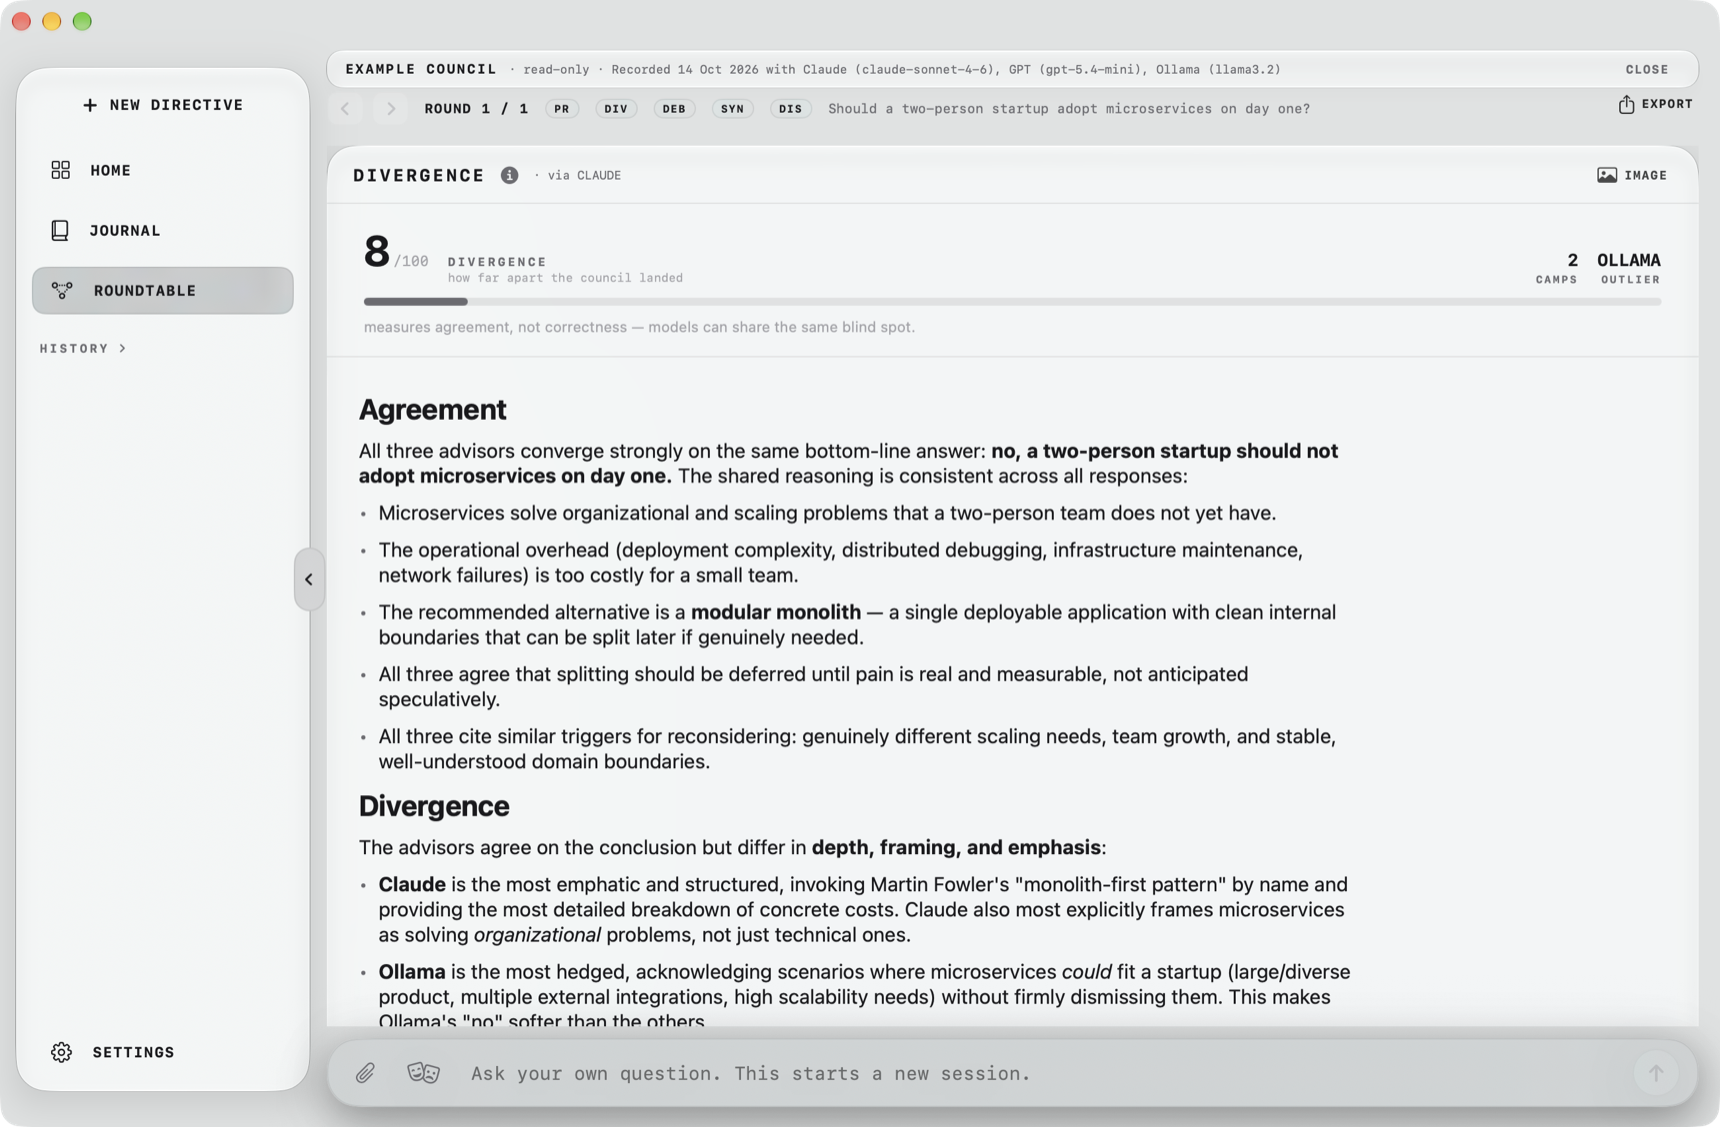 + NEW DIRECTIVE
HOME
JOURNAL
ROUNDTABLE
HISTORY >
SETTINGS
EXAMPLE COUNCIL · read-only · Recorded 14 Oct 2026 with Claude (claude-sonnet-4-6), GPT (gpt-5.4-mini), Ollama (llama3.2)
CLOSE
ROUND 1 / 1 PR DIV DEB SYN DIS Should a two-person startup adopt microservices on day one?
EXPORT
DIVERGENCE · via CLAUDE
IMAGE
8/100 DIVERGENCE
how far apart the council landed
2 OLLAMA
CAMPS OUTLIER
measures agreement, not correctness — models can share the same blind spot.
Agreement
All three advisors converge strongly on the same bottom-line answer: no, a two-person startup should not
adopt microservices on day one. The shared reasoning is consistent across all responses:
• Microservices solve organizational and scaling problems that a two-person team does not yet have.
• The operational overhead (deployment complexity, distributed debugging, infrastructure maintenance,
network failures) is too costly for a small team.
• The recommended alternative is a modular monolith — a single deployable application with clean internal
boundaries that can be split later if genuinely needed.
• All three agree that splitting should be deferred until pain is real and measurable, not anticipated
speculatively.
• All three cite similar triggers for reconsidering: genuinely different scaling needs, team growth, and stable,
well-understood domain boundaries.
Divergence
The advisors agree on the conclusion but differ in depth, framing, and emphasis:
• Claude is the most emphatic and structured, invoking Martin Fowler's "monolith-first pattern" by name and
providing the most detailed breakdown of concrete costs. Claude also most explicitly frames microservices
as solving organizational problems, not just technical ones.
• Ollama is the most hedged, acknowledging scenarios where microservices could fit a startup (large/diverse
product, multiple external integrations, high scalability needs) without firmly dismissing them. This makes
Ollama's "no" softer than the others.
Ask your own question. This starts a new session.